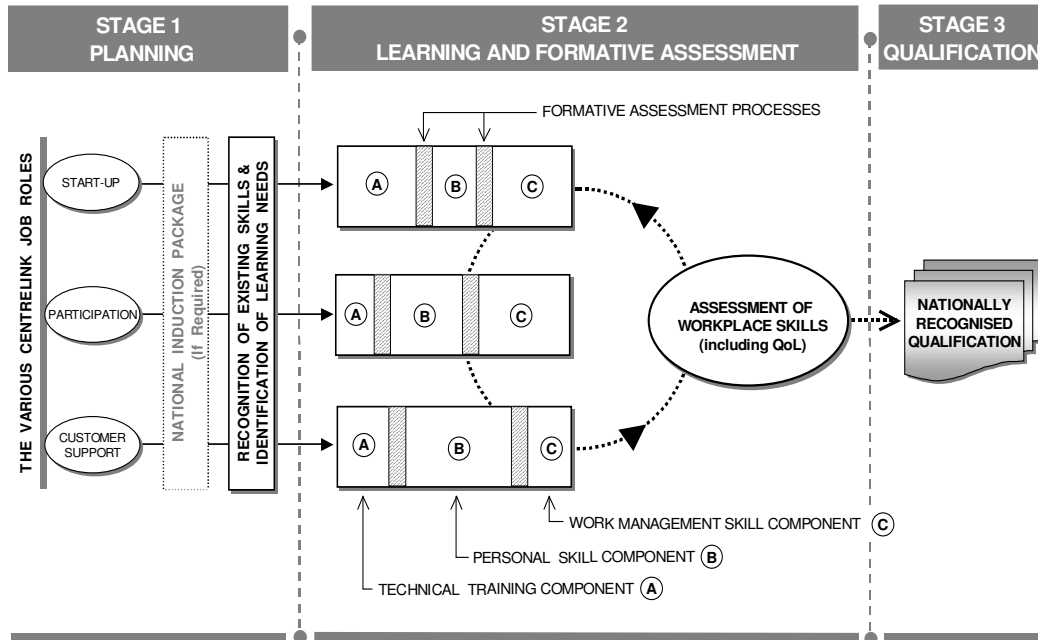 STAGE 1
PLANNING
STAGE 2
LEARNING AND FORMATIVE ASSESSMENT
STAGE 3
QUALIFICATION
FORMATIVE ASSESSMENT PROCESSES
THE VARIOUS CENTRELINK JOB ROLES
START-UP
PARTICIPATION
CUSTOMER
SUPPORT
NATIONAL INDUCTION PACKAGE
(If Required)
RECOGNITION OF EXISTING SKILLS &
IDENTIFICATION OF LEARNING NEEDS
A
B
C
A
B
C
A
B
C
ASSESSMENT OF
WORKPLACE SKILLS
(including QoL)
NATIONALLY
RECOGNISED
QUALIFICATION
WORK MANAGEMENT SKILL COMPONENT C
PERSONAL SKILL COMPONENT B
TECHNICAL TRAINING COMPONENT A